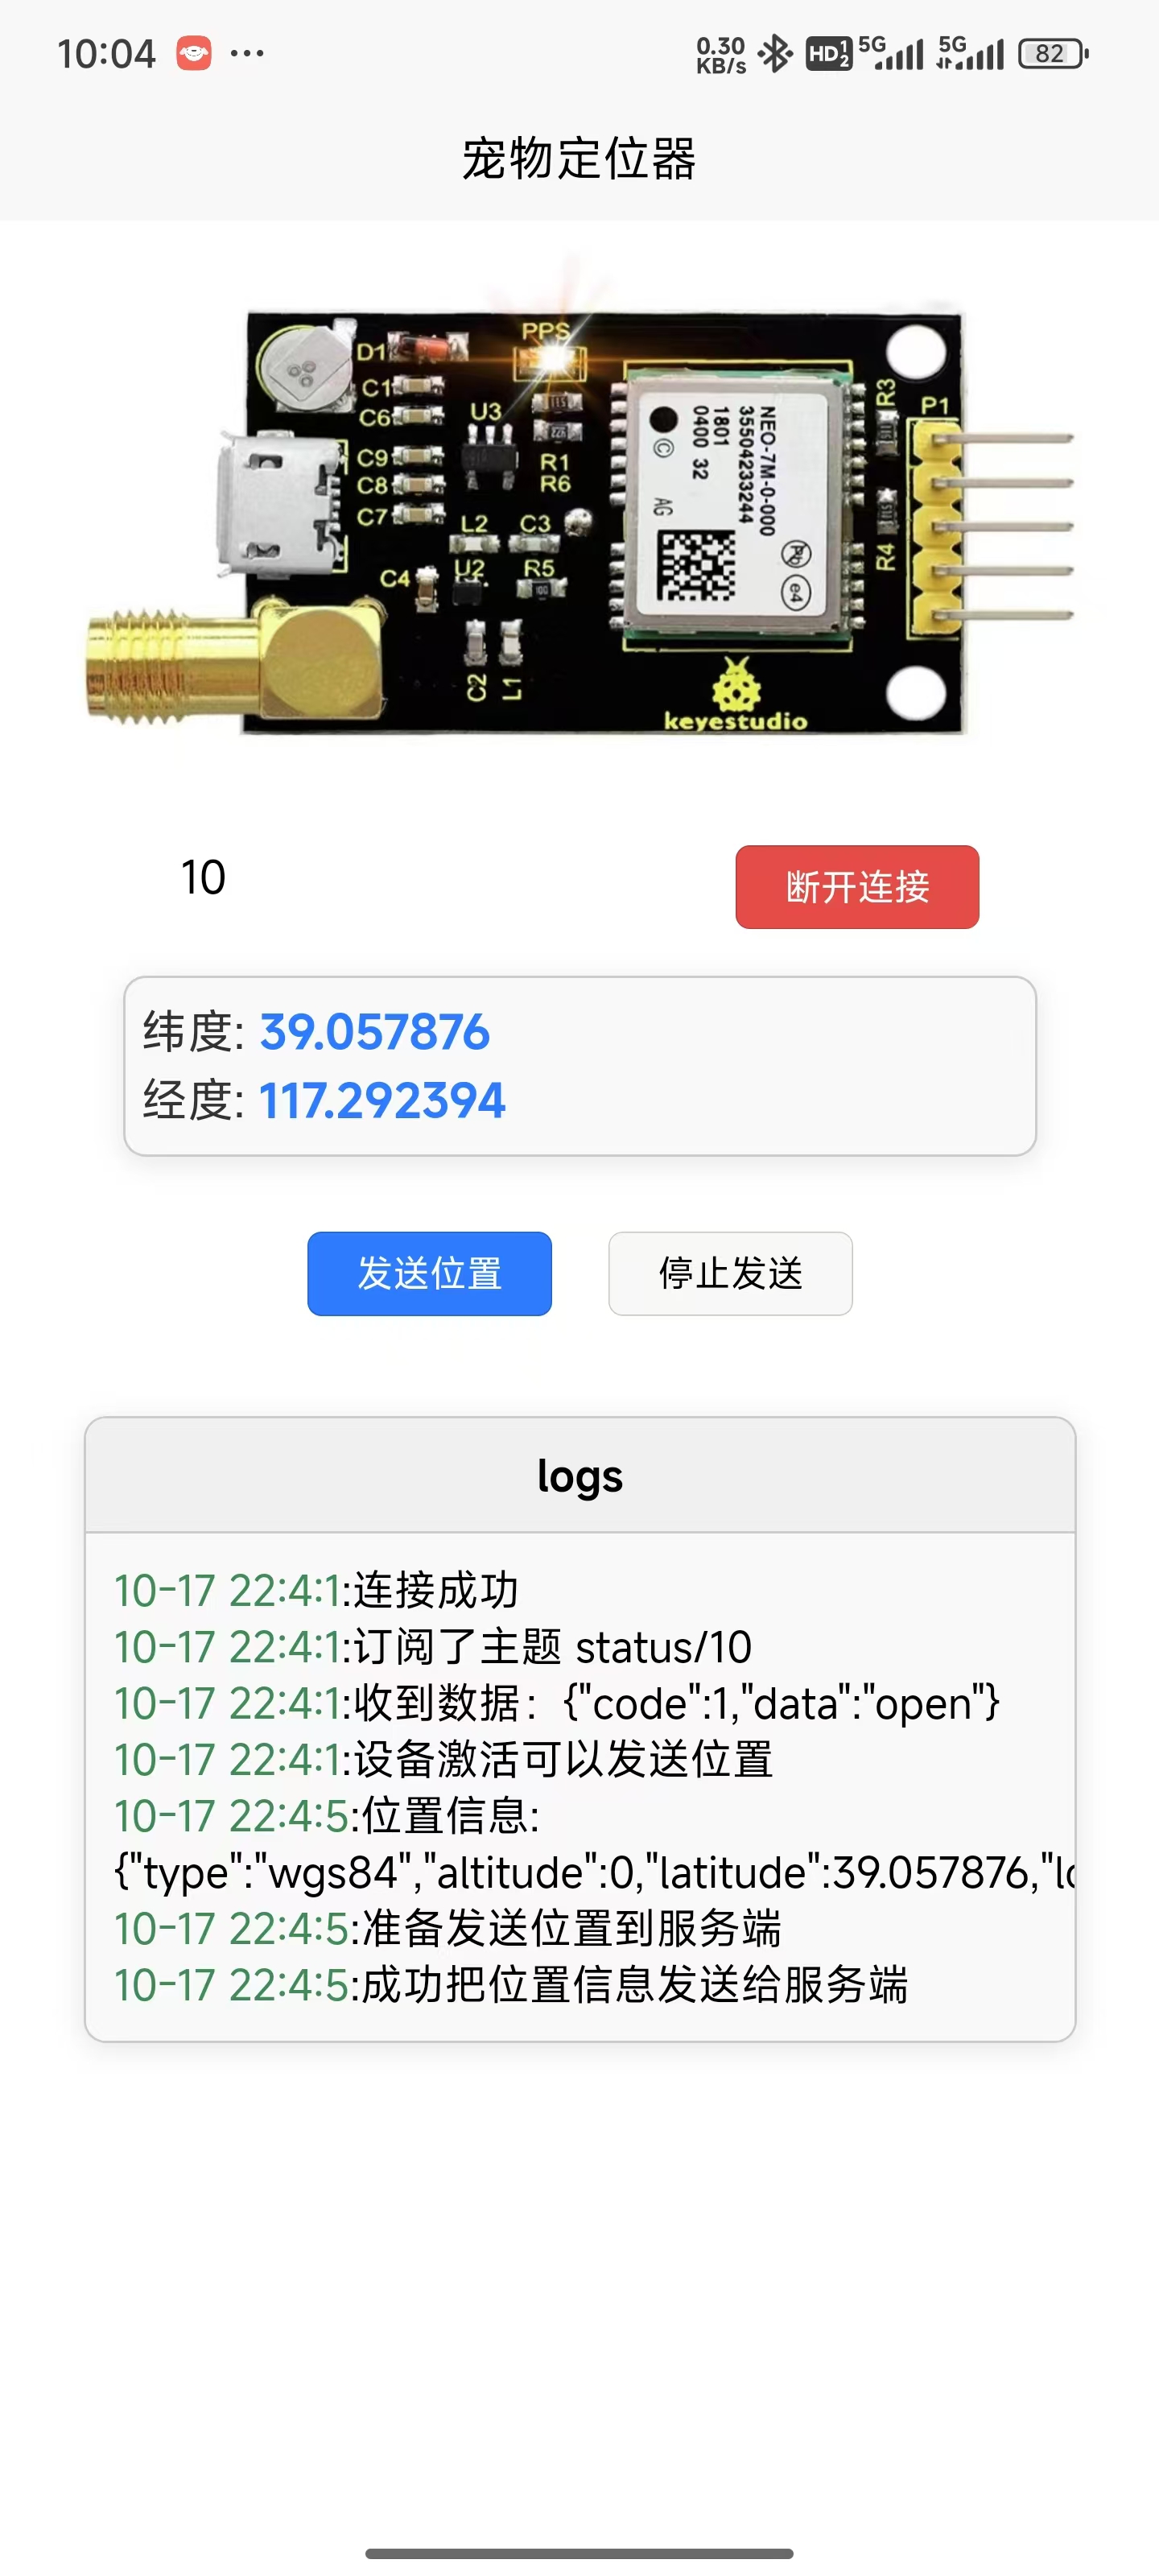 10:04 ... 0.30 KB/s HD 1 2 5G 5G 82
宠物定位器
PPS
D1
C1
C6
U3
C9
C8
C7
R1
R6
L2 C3
C4 U2 R5
C2 L1
NEO-7M-0-000
35504233244
1801
0400 32
AG
Pb
e4
R3
R4
P1
keyestudio
10 断开连接
纬度: 39.057876
经度: 117.292394
发送位置 停止发送
logs
10-17 22:4:1:连接成功
10-17 22:4:1:订阅了主题 status/10
10-17 22:4:1:收到数据：{"code":1,"data":"open"}
10-17 22:4:1:设备激活可以发送位置
10-17 22:4:5:位置信息:
{"type":"wgs84","altitude":0,"latitude":39.057876,"lo
10-17 22:4:5:准备发送位置到服务端
10-17 22:4:5:成功把位置信息发送给服务端